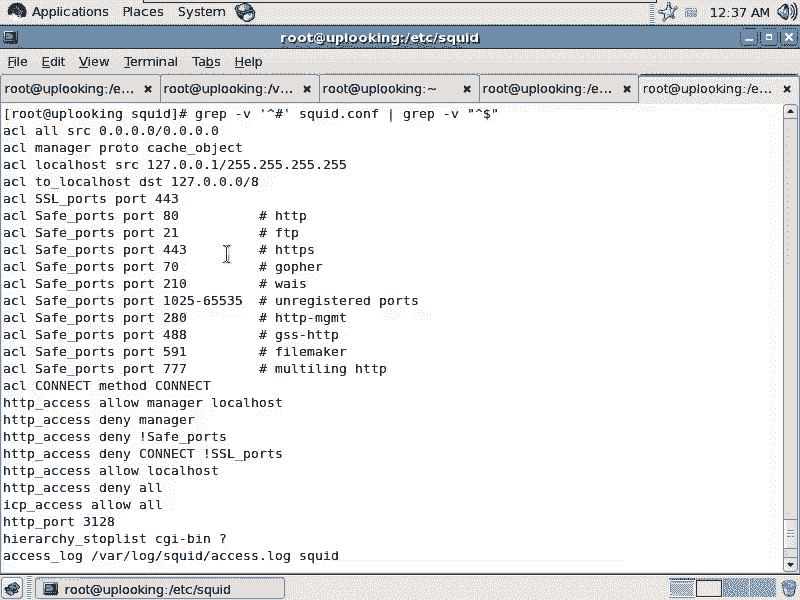 Applications Places System 12:37 AM
root@uplooking:/etc/squid
File Edit View Terminal Tabs Help
root@uplooking:/e... root@uplooking:/v... root@uplooking:~ root@uplooking:/e... root@uplooking:/e...
[root@uplooking squid]# grep -v '^#' squid.conf | grep -v "^$"
acl all src 0.0.0.0/0.0.0.0
acl manager proto cache_object
acl localhost src 127.0.0.1/255.255.255.255
acl to_localhost dst 127.0.0.0/8
acl SSL_ports port 443
acl Safe_ports port 80          # http
acl Safe_ports port 21          # ftp
acl Safe_ports port 443         # https
acl Safe_ports port 70          # gopher
acl Safe_ports port 210         # wais
acl Safe_ports port 1025-65535  # unregistered ports
acl Safe_ports port 280         # http-mgmt
acl Safe_ports port 488         # gss-http
acl Safe_ports port 591         # filemaker
acl Safe_ports port 777         # multiling http
acl CONNECT method CONNECT
http_access allow manager localhost
http_access deny manager
http_access deny !Safe_ports
http_access deny CONNECT !SSL_ports
http_access allow localhost
http_access deny all
icp_access allow all
http_port 3128
hierarchy_stoplist cgi-bin ?
access_log /var/log/squid/access.log squid
root@uplooking:/etc/squid